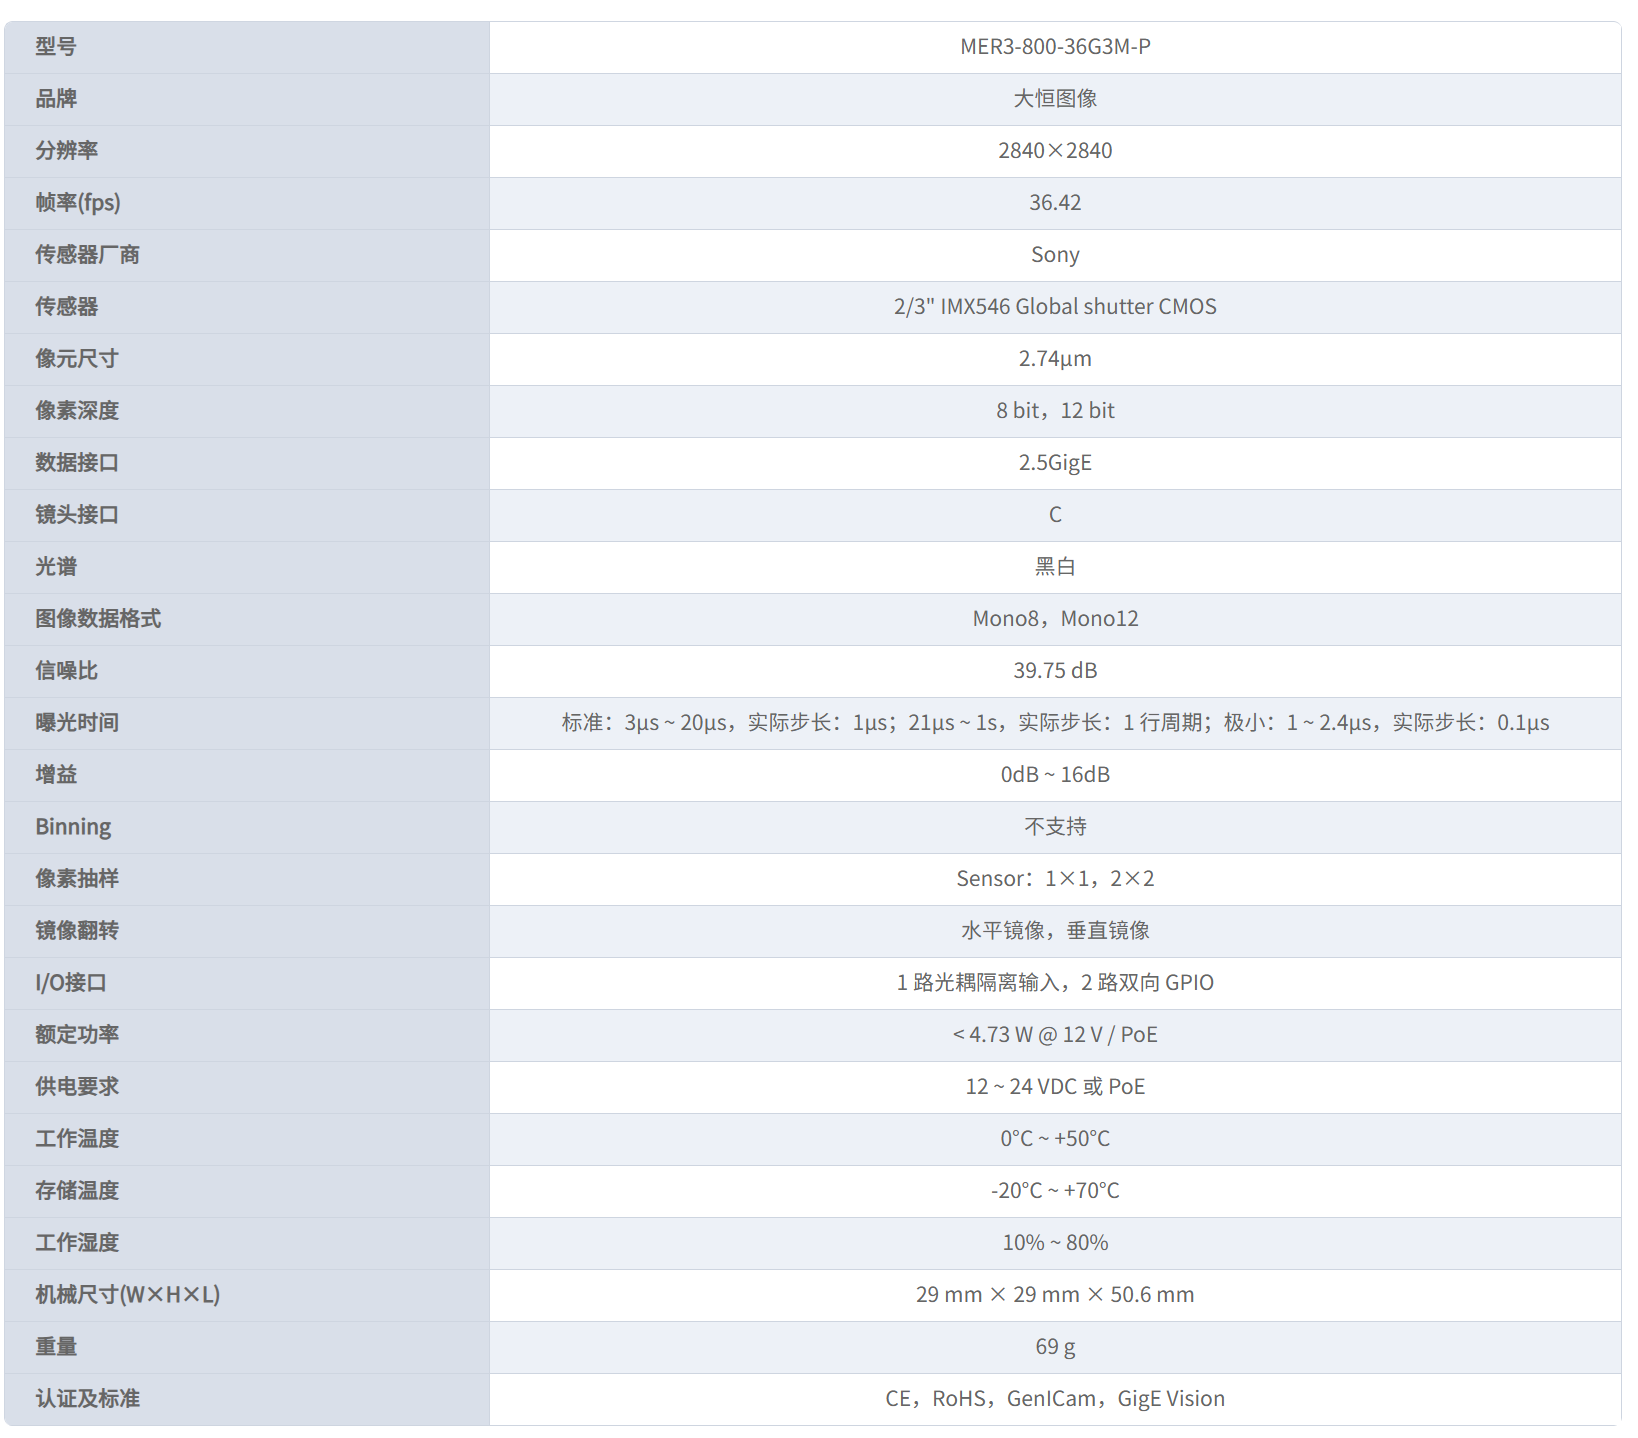 型号 MER3-800-36G3M-P
品牌 大恒图像
分辨率 2840×2840
帧率(fps) 36.42
传感器厂商 Sony
传感器 2/3" IMX546 Global shutter CMOS
像元尺寸 2.74μm
像素深度 8 bit，12 bit
数据接口 2.5GigE
镜头接口 C
光谱 黑白
图像数据格式 Mono8，Mono12
信噪比 39.75 dB
曝光时间 标准：3μs ~ 20μs，实际步长：1μs；21μs ~ 1s，实际步长：1 行周期；极小：1 ~ 2.4μs，实际步长：0.1μs
增益 0dB ~ 16dB
Binning 不支持
像素抽样 Sensor：1×1，2×2
镜像翻转 水平镜像，垂直镜像
I/O接口 1 路光耦隔离输入，2 路双向 GPIO
额定功率 < 4.73 W @ 12 V / PoE
供电要求 12 ~ 24 VDC 或 PoE
工作温度 0°C ~ +50°C
存储温度 -20°C ~ +70°C
工作湿度 10% ~ 80%
机械尺寸(W×H×L) 29 mm × 29 mm × 50.6 mm
重量 69 g
认证及标准 CE，RoHS，GenICam，GigE Vision